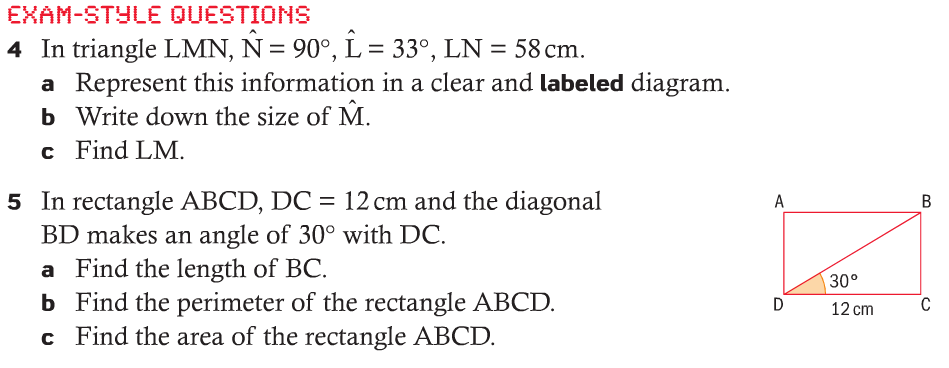 EXAM-STYLE QUESTIONS
4 In triangle LMN, N̂ = 90°, L̂ = 33°, LN = 58 cm.
a Represent this information in a clear and labeled diagram.
b Write down the size of M̂.
c Find LM.
5 In rectangle ABCD, DC = 12 cm and the diagonal
BD makes an angle of 30° with DC.
a Find the length of BC.
b Find the perimeter of the rectangle ABCD.
c Find the area of the rectangle ABCD.
A B
30°
D 12 cm C